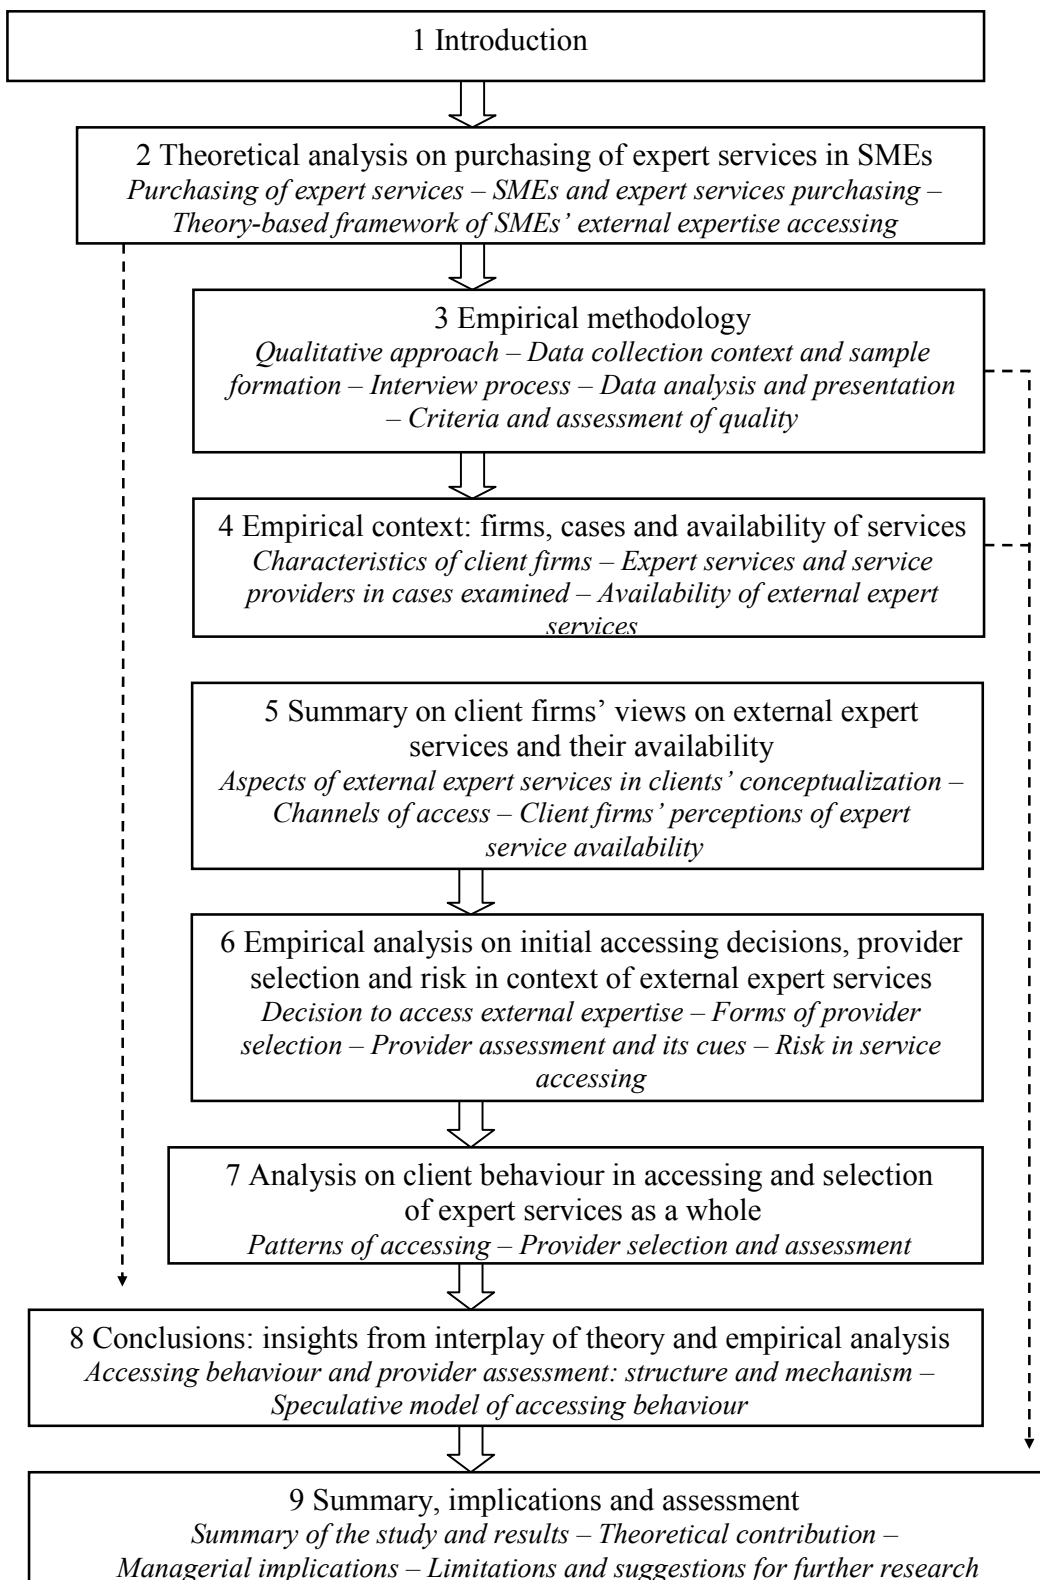 1 Introduction
2 Theoretical analysis on purchasing of expert services in SMEs
Purchasing of expert services – SMEs and expert services purchasing –
Theory-based framework of SMEs’ external expertise accessing
3 Empirical methodology
Qualitative approach – Data collection context and sample
formation – Interview process – Data analysis and presentation
– Criteria and assessment of quality
4 Empirical context: firms, cases and availability of services
Characteristics of client firms – Expert services and service
providers in cases examined – Availability of external expert
services
5 Summary on client firms’ views on external expert
services and their availability
Aspects of external expert services in clients’ conceptualization –
Channels of access – Client firms’ perceptions of expert
service availability
6 Empirical analysis on initial accessing decisions, provider
selection and risk in context of external expert services
Decision to access external expertise – Forms of provider
selection – Provider assessment and its cues – Risk in service
accessing
7 Analysis on client behaviour in accessing and selection
of expert services as a whole
Patterns of accessing – Provider selection and assessment
8 Conclusions: insights from interplay of theory and empirical analysis
Accessing behaviour and provider assessment: structure and mechanism –
Speculative model of accessing behaviour
9 Summary, implications and assessment
Summary of the study and results – Theoretical contribution –
Managerial implications – Limitations and suggestions for further research